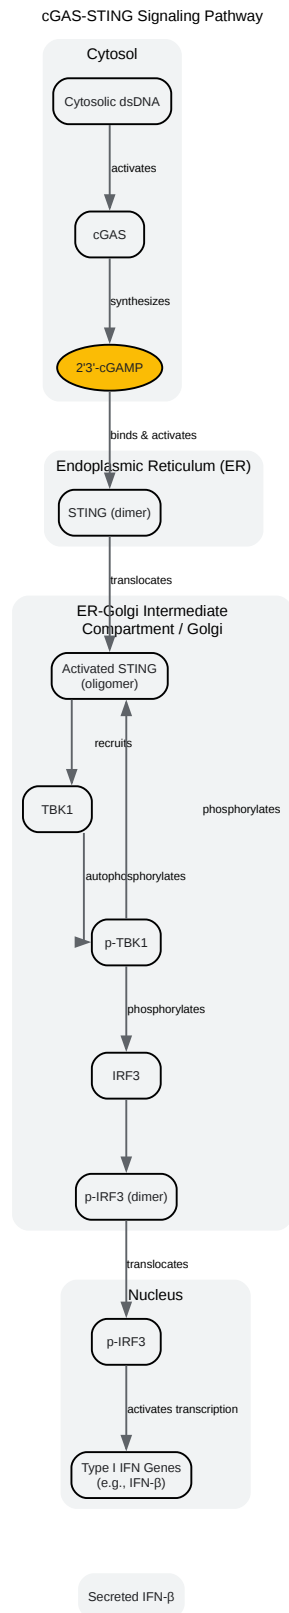 cGAS-STING Signaling Pathway
Cytosol
Cytosolic dsDNA
activates
cGAS
synthesizes
2'3'-cGAMP
binds & activates
Endoplasmic Reticulum (ER)
STING (dimer)
translocates
ER-Golgi Intermediate
Compartment / Golgi
Activated STING
(oligomer)
recruits
TBK1
phosphorylates
autophosphorylates
p-TBK1
phosphorylates
IRF3
p-IRF3 (dimer)
translocates
Nucleus
p-IRF3
activates transcription
Type I IFN Genes
(e.g., IFN-β)
Secreted IFN-β